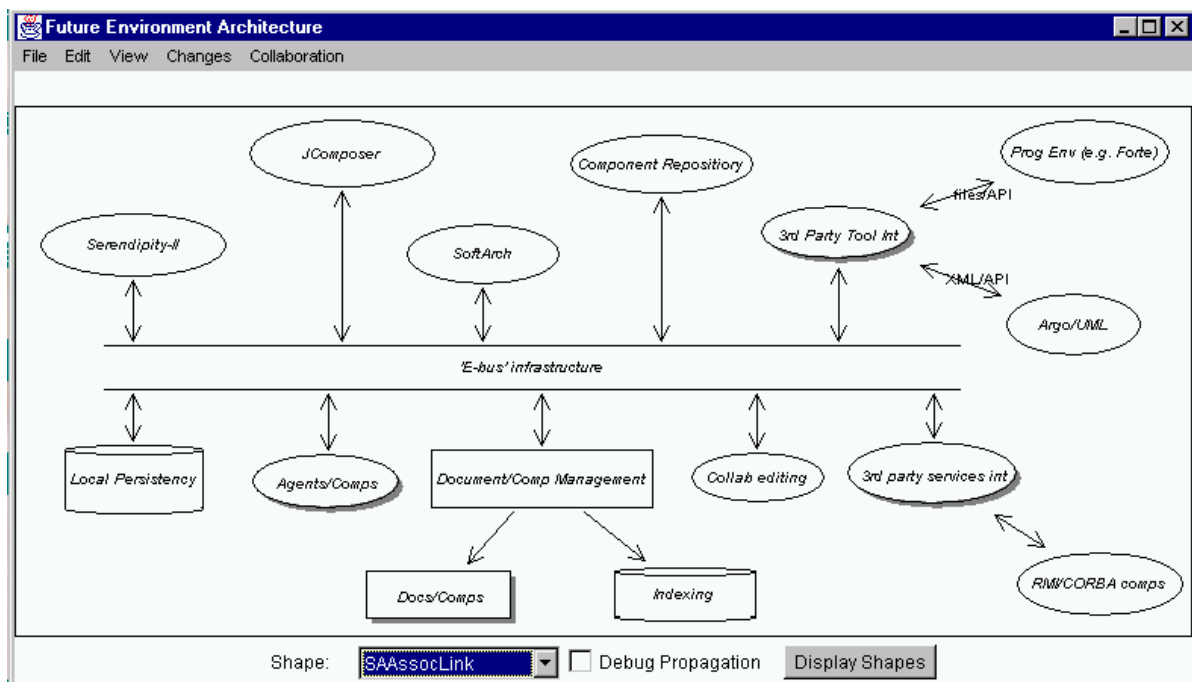 Future Environment Architecture
File Edit View Changes Collaboration
JComposer
Component Repositiory
Prog Env (e.g. Forte)
files/API
Serendipity-II
SoftArch
3rd Party Tool Int
XML/API
Argo/UML
'E-bus' infrastructure
Local Persistency
Agents/Comps
Document/Comp Management
Collab editing
3rd party services int
Docs/Comps
Indexing
RMI/CORBA comps
Shape: SAAssocLink Debug Propagation Display Shapes